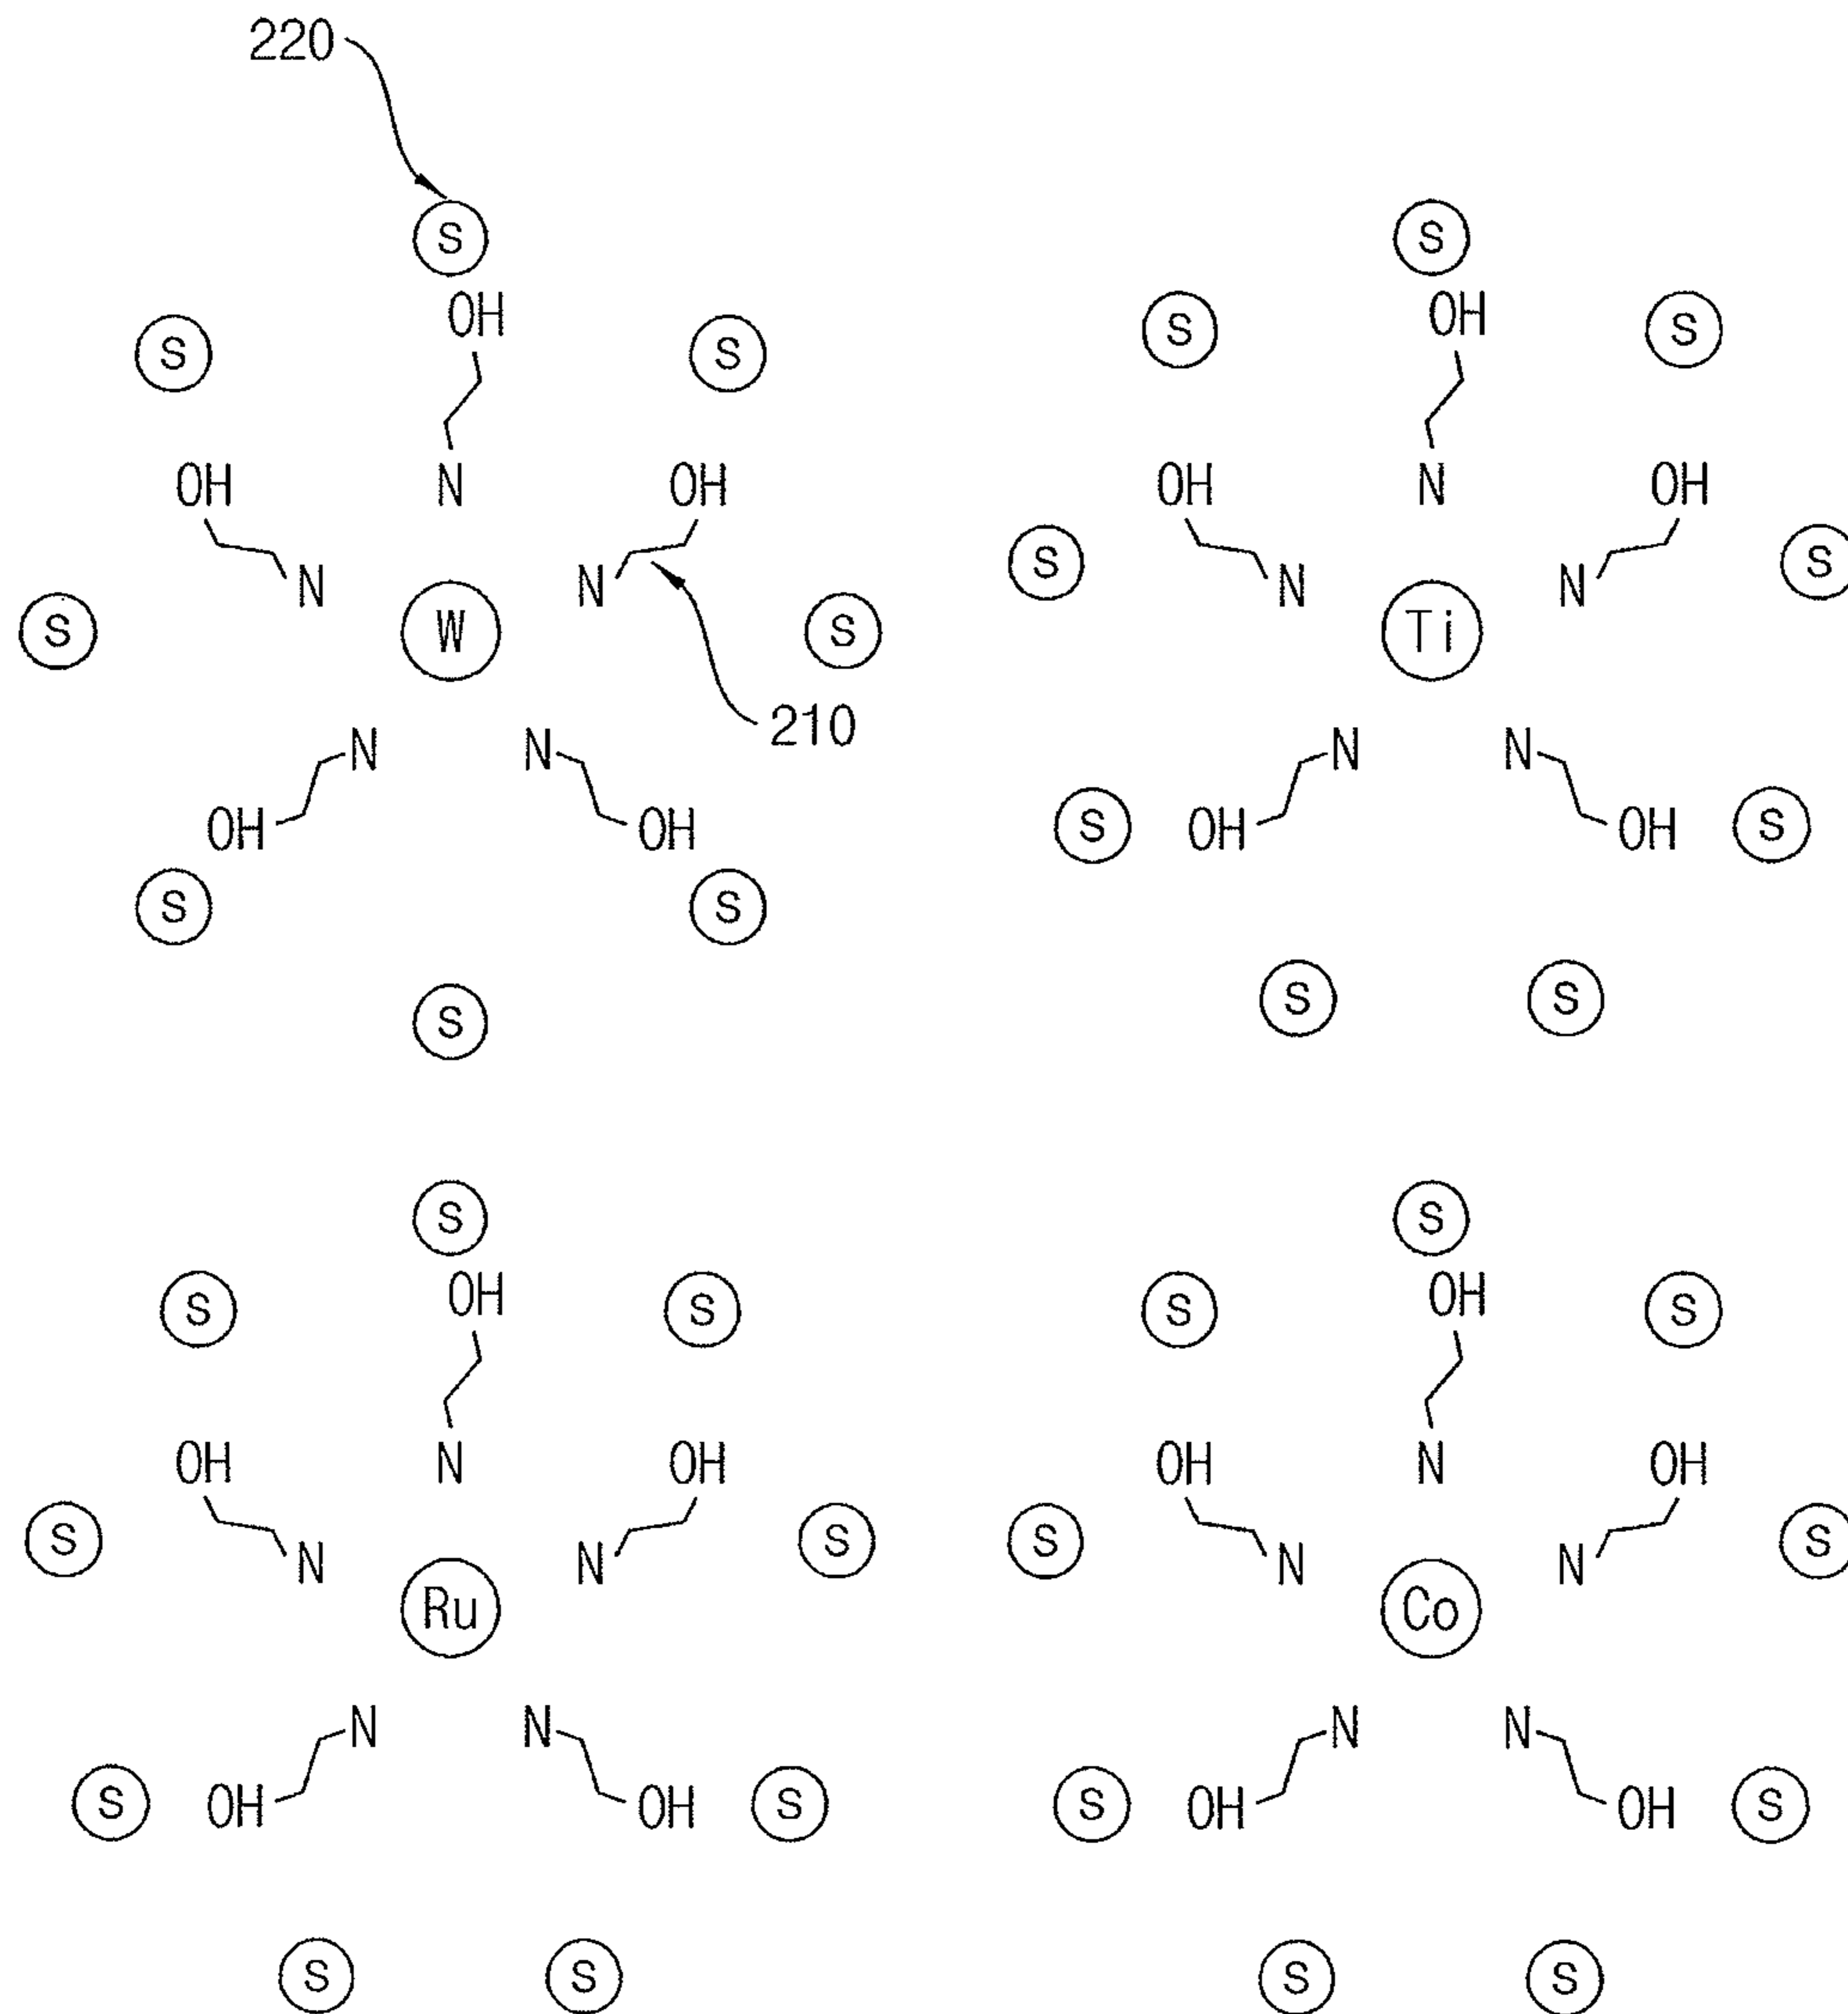 220
S S
S OH S S OH S
OH N OH OH N OH
S N N S S N N S
W Ti
N N 210 N N
OH OH S OH OH S
S S
S S S
S S
S OH S S OH S
OH N OH OH N OH
S N N S S N N S
Ru Co
N N N N
S OH OH S S OH OH S
S S S S